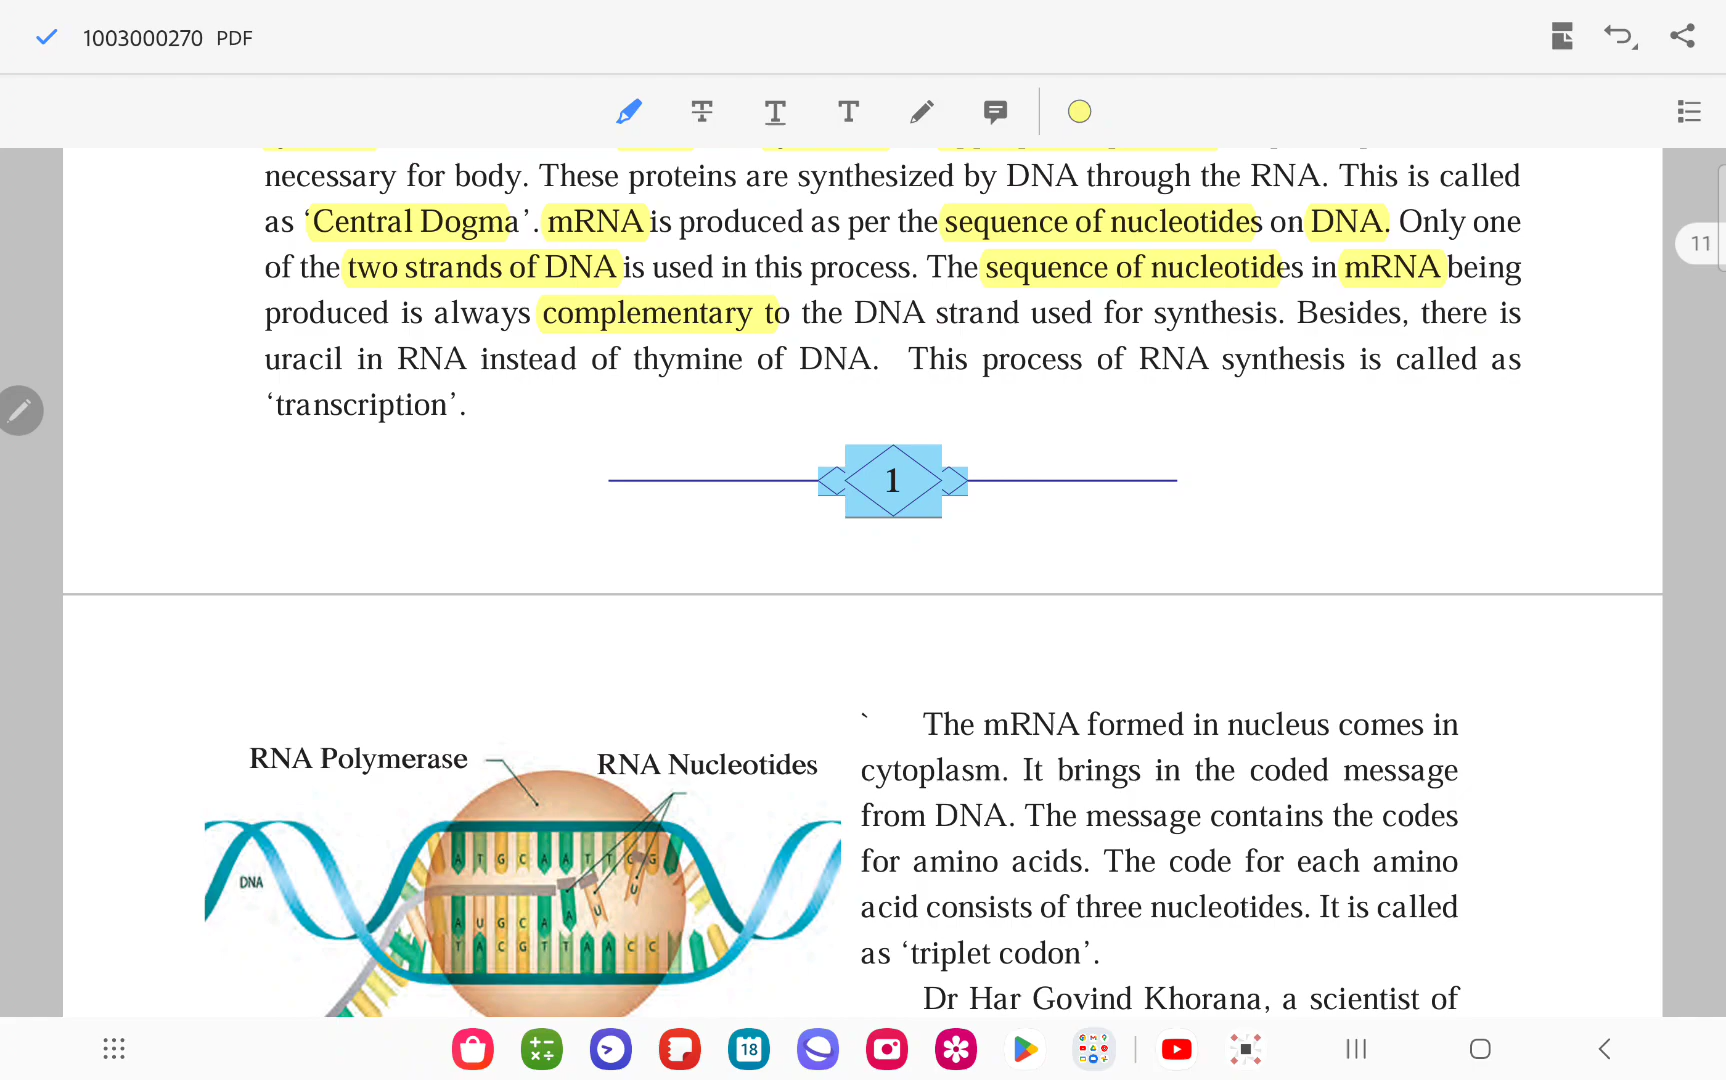 1003000270 PDF
necessary for body. These proteins are synthesized by DNA through the RNA. This is called
as ‘Central Dogma’. mRNA is produced as per the sequence of nucleotides on DNA. Only one
of the two strands of DNA is used in this process. The sequence of nucleotides in mRNA being
produced is always complementary to the DNA strand used for synthesis. Besides, there is
uracil in RNA instead of thymine of DNA. This process of RNA synthesis is called as
‘transcription’.
11
1
RNA Polymerase
RNA Nucleotides
DNA
A T G C A A T T C G
U
A U
A U G C A
T A C G T T A A C C
` The mRNA formed in nucleus comes in
cytoplasm. It brings in the coded message
from DNA. The message contains the codes
for amino acids. The code for each amino
acid consists of three nucleotides. It is called
as ‘triplet codon’.
Dr Har Govind Khorana, a scientist of
18